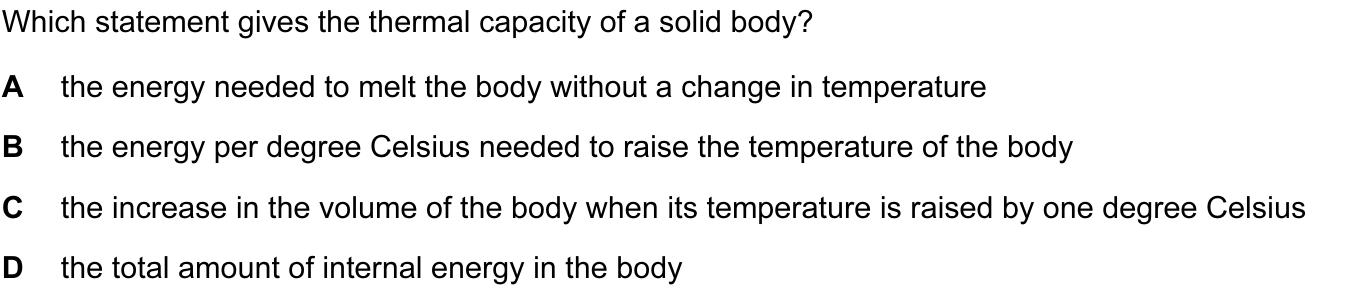 Which statement gives the thermal capacity of a solid body?
A the energy needed to melt the body without a change in temperature
B the energy per degree Celsius needed to raise the temperature of the body
C the increase in the volume of the body when its temperature is raised by one degree Celsius
D the total amount of internal energy in the body